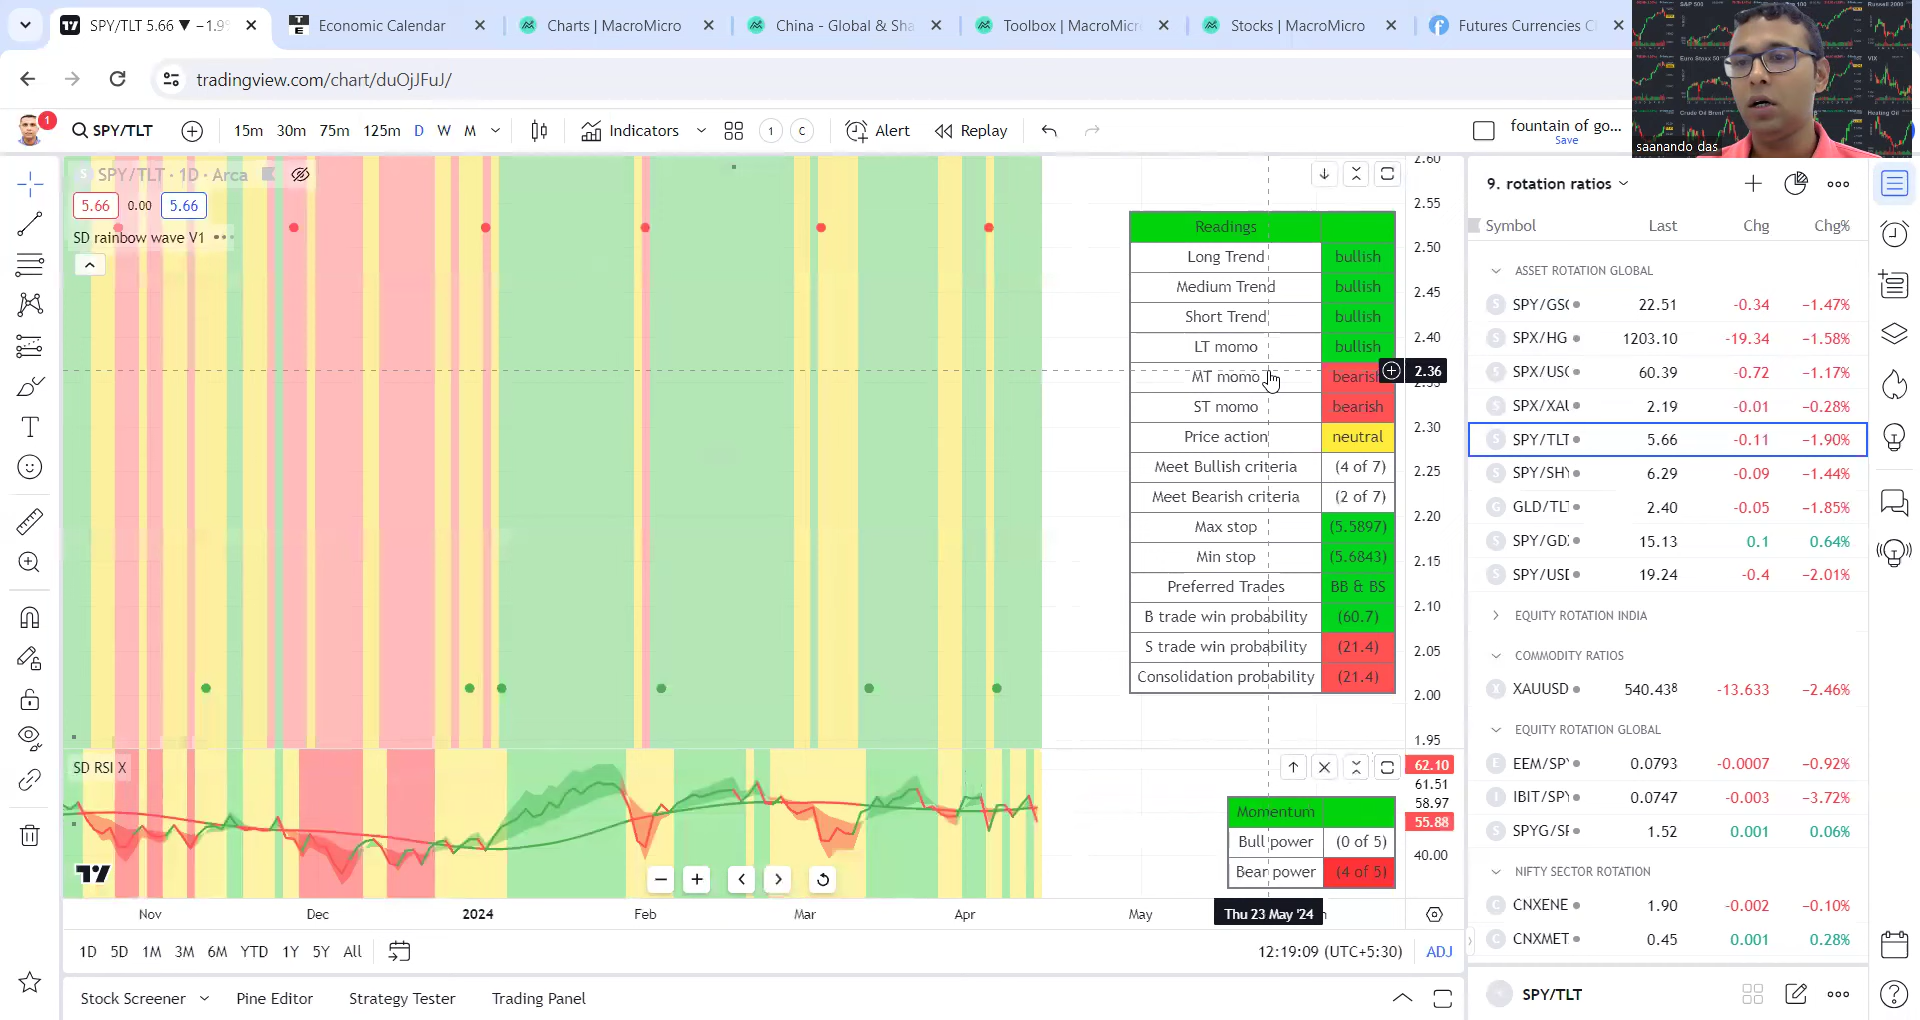 SPY/TLT 5.66 ▼ −1.9
Economic Calendar
Charts | MacroMicro
China - Global & Sha
Toolbox | MacroMicr
Stocks | MacroMicro
Futures Currencies C
tradingview.com/chart/duOjJFuJ/
saanando das
1
SPY/TLT
15m
30m
75m
125m
D
W
M
Indicators
1
C
Alert
Replay
fountain of go...
Save
SPY/TLT · 1D · Arca
5.66
0.00
5.66
SD rainbow wave V1
Readings
Long Trend bullish
Medium Trend bullish
Short Trend bullish
LT momo bullish
MT momo bearish
ST momo bearish
Price action neutral
Meet Bullish criteria (4 of 7)
Meet Bearish criteria (2 of 7)
Max stop (5.5897)
Min stop (5.6843)
Preferred Trades BB & BS
B trade win probability (60.7)
S trade win probability (21.4)
Consolidation probability (21.4)
2.60
2.55
2.50
2.45
2.40
2.36
2.30
2.25
2.20
2.15
2.10
2.05
2.00
1.95
SD RSI X
62.10
61.51
58.97
55.88
40.00
Momentum
Bull power (0 of 5)
Bear power (4 of 5)
Nov
Dec
2024
Feb
Mar
Apr
May
Thu 23 May '24
1D
5D
1M
3M
6M
YTD
1Y
5Y
All
12:19:09 (UTC+5:30)
ADJ
Stock Screener
Pine Editor
Strategy Tester
Trading Panel
9. rotation ratios
Symbol Last Chg Chg%
ASSET ROTATION GLOBAL
SPY/GS 22.51 -0.34 −1.47%
SPX/HG 1203.10 -19.34 −1.58%
SPX/US 60.39 -0.72 −1.17%
SPX/XAU 2.19 -0.01 −0.28%
SPY/TLT 5.66 -0.11 −1.90%
SPY/SHY 6.29 -0.09 −1.44%
GLD/TLT 2.40 -0.05 −1.85%
SPY/GD 15.13 0.1 0.64%
SPY/USD 19.24 -0.4 −2.01%
EQUITY ROTATION INDIA
COMMODITY RATIOS
XAUUSD 540.43⁸ -13.633 −2.46%
EQUITY ROTATION GLOBAL
EEM/SPY 0.0793 -0.0007 −0.92%
IBIT/SPY 0.0747 -0.003 −3.72%
SPYG/SP 1.52 0.001 0.06%
NIFTY SECTOR ROTATION
CNXENE 1.90 -0.002 −0.10%
CNXMET 0.45 0.001 0.28%
SPY/TLT